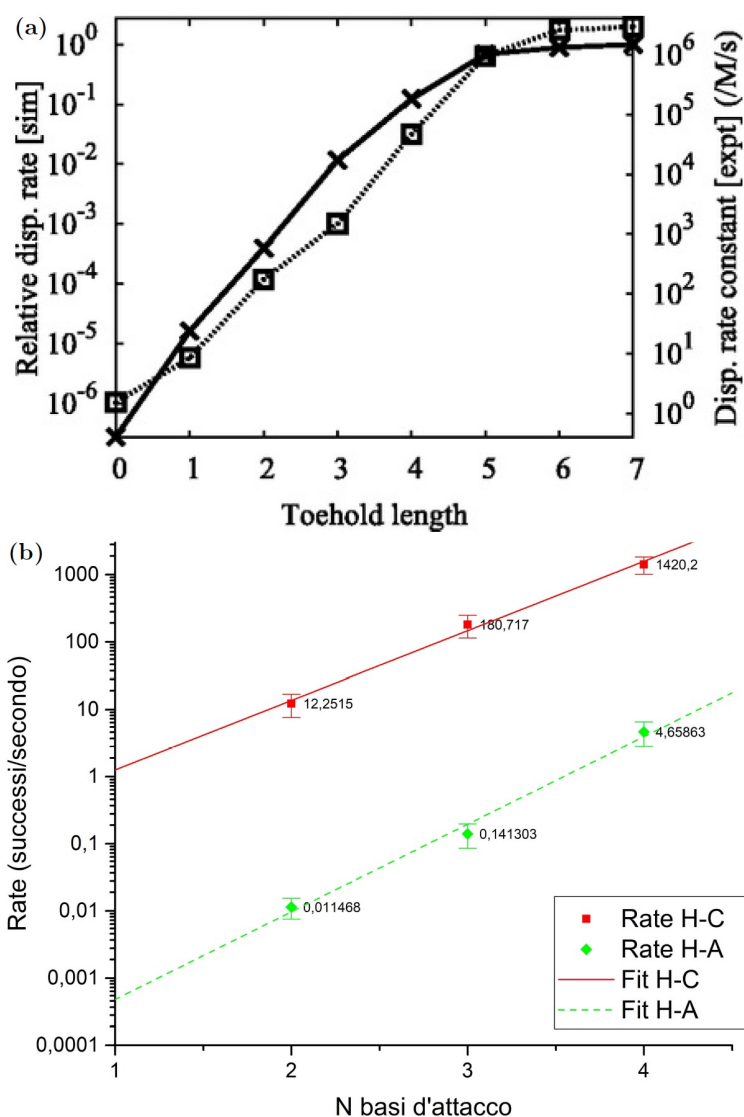 (a)
Relative disp. rate [sim]
10^0
10^-1
10^-2
10^-3
10^-4
10^-5
10^-6
10^6
10^5
10^4
10^3
10^2
10^1
10^0
Disp. rate constant [expt] (/M/s)
0 1 2 3 4 5 6 7
Toehold length
(b)
Rate (successi/secondo)
1000
100
10
1
0,1
0,01
0,001
0,0001
1420,2
180,717
12,2515
4,65863
0,141303
0,011468
Rate H-C
Rate H-A
Fit H-C
Fit H-A
1 2 3 4
N basi d'attacco